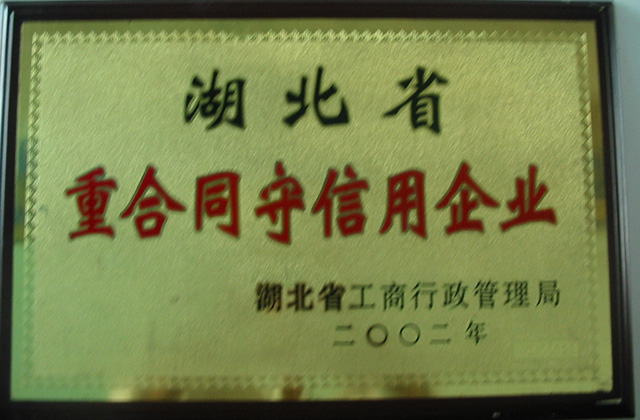 湖北省
重合同守信用企业
湖北省工商行政管理局
二〇〇二年